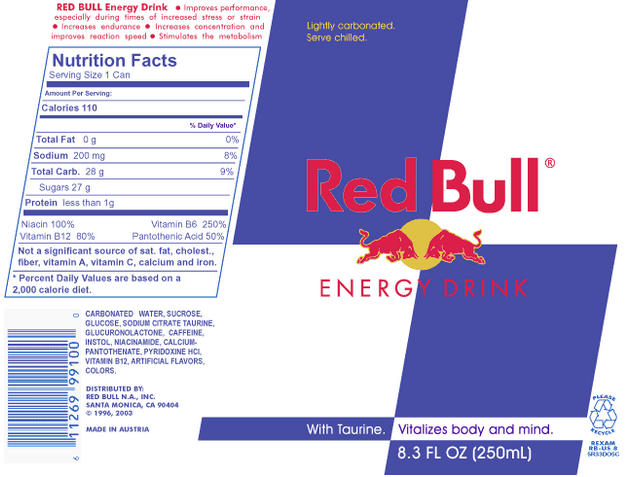 RED BULL Energy Drink ● Improves performance,
especially during times of increased stress or strain
● Increases endurance ● Increases concentration and
improves reaction speed ● Stimulates the metabolism
Nutrition Facts
Serving Size 1 Can
Amount Per Serving:
Calories 110
% Daily Value*
Total Fat 0 g 0%
Sodium 200 mg 8%
Total Carb. 28 g 9%
Sugars 27 g
Protein less than 1g
Niacin 100% Vitamin B6 250%
Vitamin B12 80% Pantothenic Acid 50%
Not a significant source of sat. fat, cholest.,
fiber, vitamin A, vitamin C, calcium and iron.
* Percent Daily Values are based on a
2,000 calorie diet.
CARBONATED WATER, SUCROSE,
GLUCOSE, SODIUM CITRATE TAURINE,
GLUCURONOLACTONE, CAFFEINE,
INSTOL, NIACINAMIDE, CALCIUM-
PANTOTHENATE, PYRIDOXINE HCI,
VITAMIN B12, ARTIFICIAL FLAVORS,
COLORS.
DISTRIBUTED BY:
RED BULL N.A., INC.
SANTA MONICA, CA 90404
© 1996, 2003
MADE IN AUSTRIA
6 11269 99100 0
Lightly carbonated.
Serve chilled.
Red Bull®
ENERGY DRINK
With Taurine. Vitalizes body and mind.
8.3 FL OZ (250mL)
PLEASE
RECYCLE
REXAM
RB-US 8